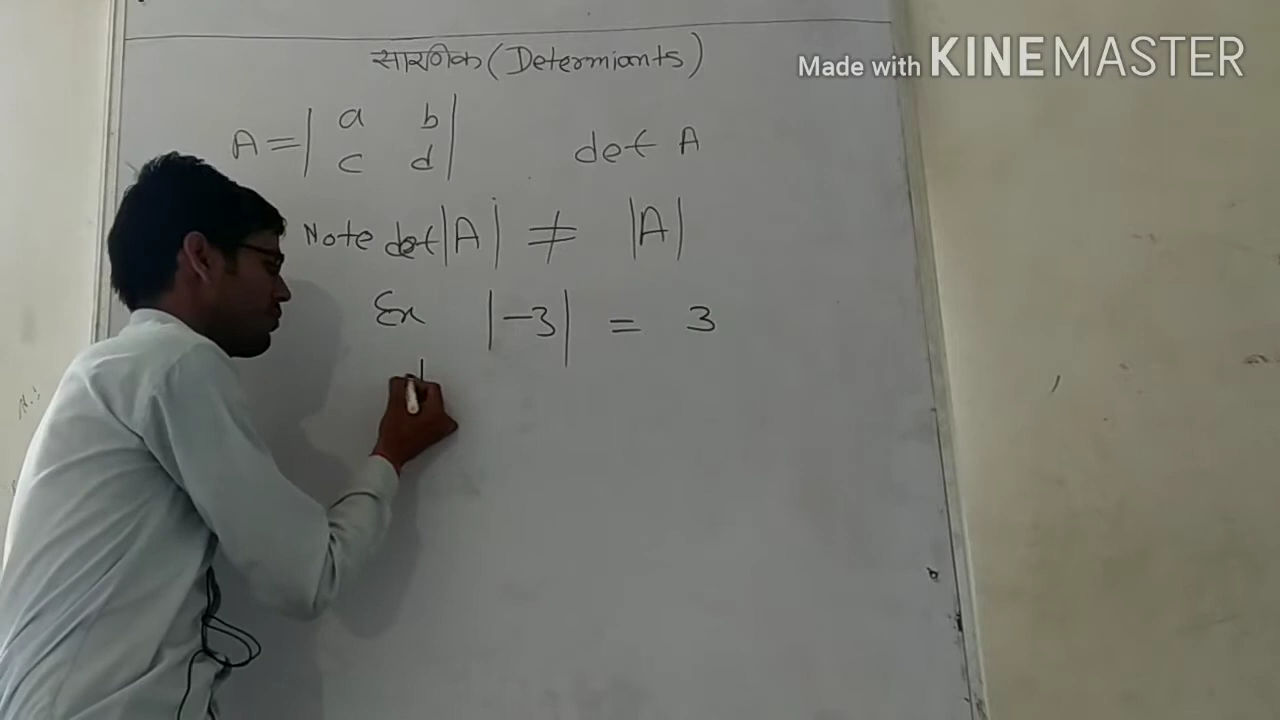 सारणिक (Determiants)
Made with KINEMASTER
A = | a b |
| c d |
det A
Note det |A| ≠ |A|
Ex |-3| = 3